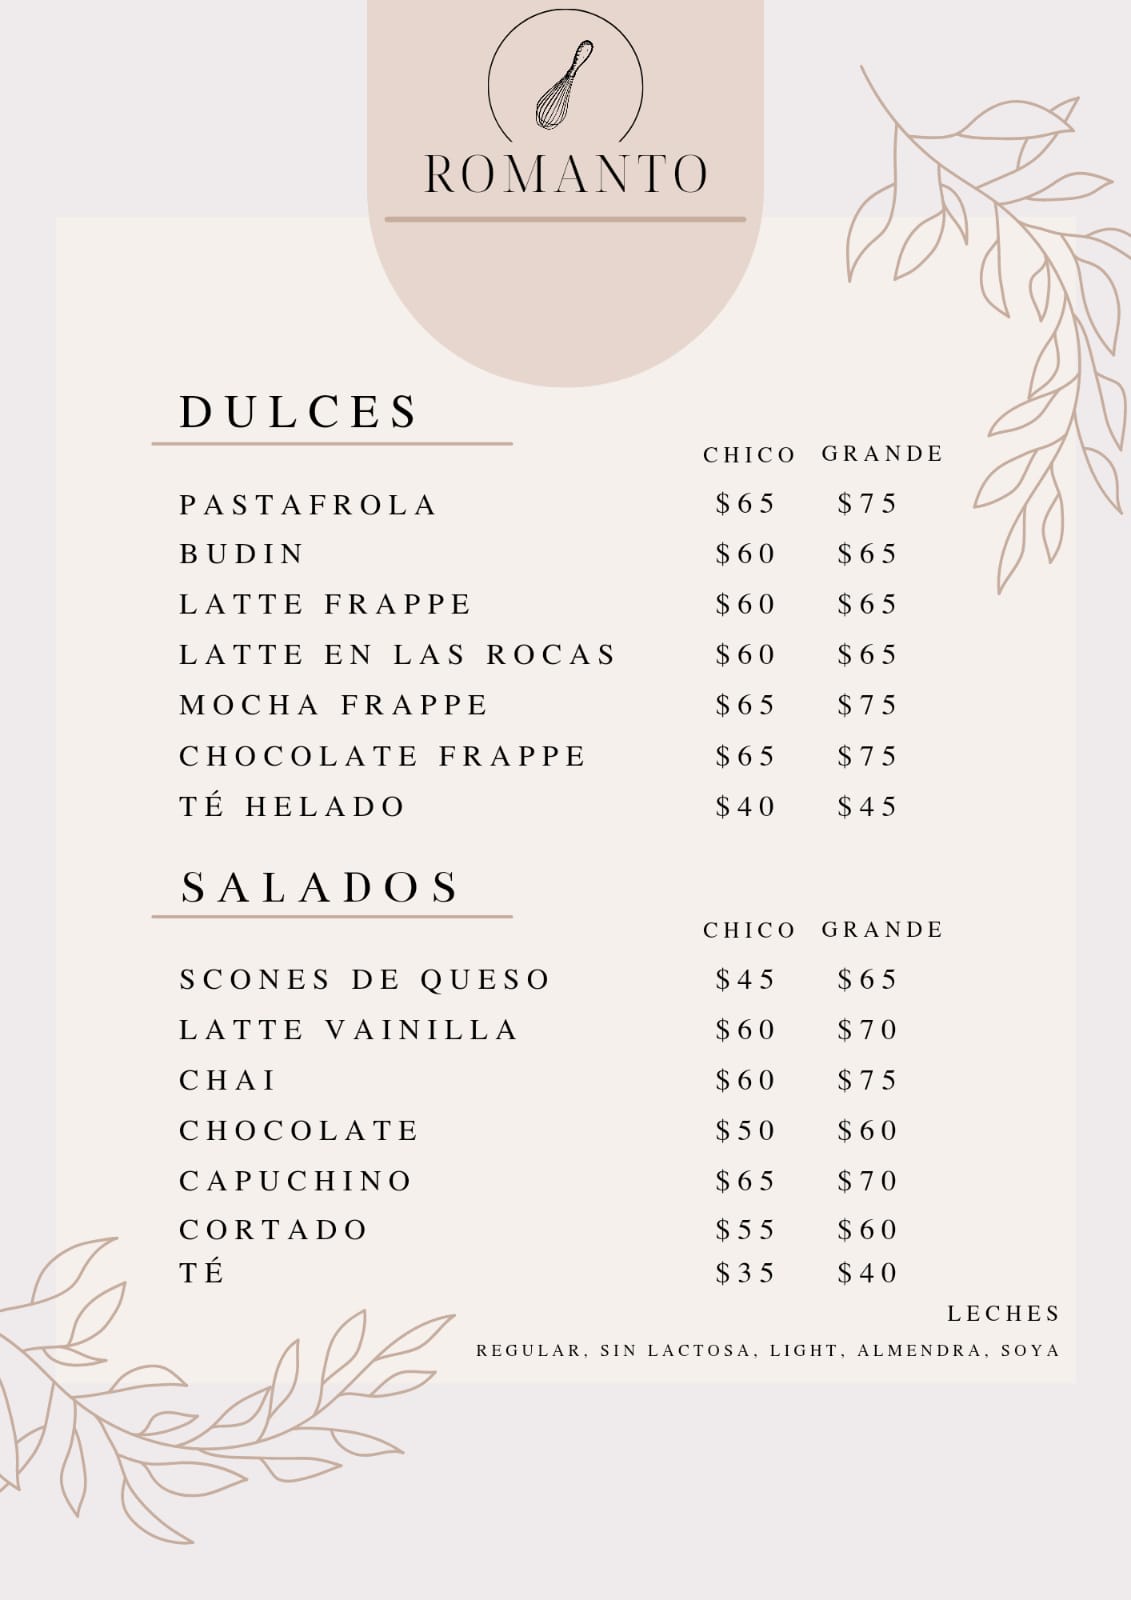 ROMANTO
DULCES
CHICO GRANDE
PASTAFROLA $65 $75
BUDIN $60 $65
LATTE FRAPPE $60 $65
LATTE EN LAS ROCAS $60 $65
MOCHA FRAPPE $65 $75
CHOCOLATE FRAPPE $65 $75
TÉ HELADO $40 $45
SALADOS
CHICO GRANDE
SCONES DE QUESO $45 $65
LATTE VAINILLA $60 $70
CHAI $60 $75
CHOCOLATE $50 $60
CAPUCHINO $65 $70
CORTADO $55 $60
TÉ $35 $40
LECHES
REGULAR, SIN LACTOSA, LIGHT, ALMENDRA, SOYA